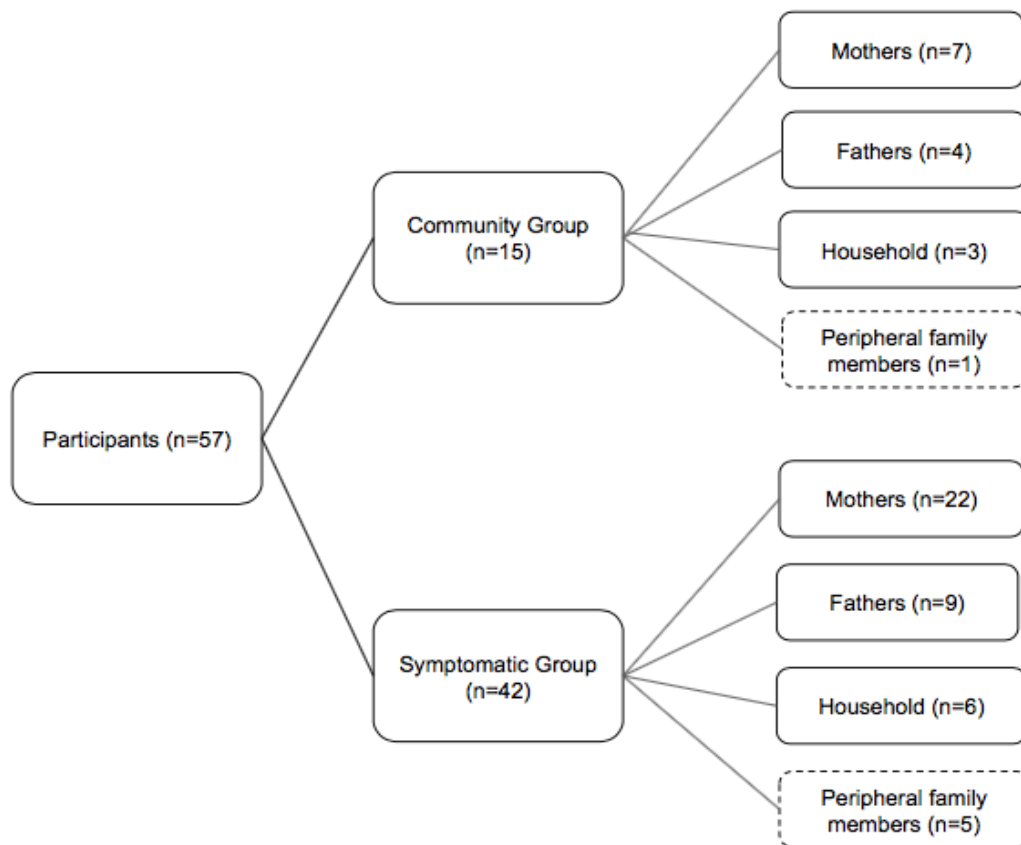 Participants (n=57)
Community Group
(n=15)
Mothers (n=7)
Fathers (n=4)
Household (n=3)
Peripheral family
members (n=1)
Symptomatic Group
(n=42)
Mothers (n=22)
Fathers (n=9)
Household (n=6)
Peripheral family
members (n=5)